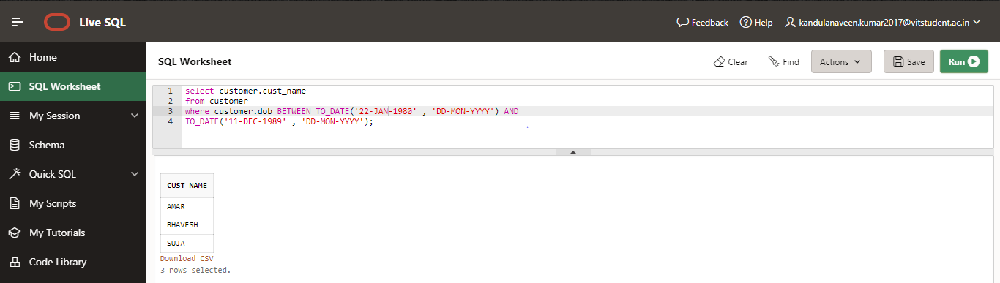 Live SQL
Feedback
Help
kandulanaveen.kumar2017@vitstudent.ac.in
Home
SQL Worksheet
My Session
Schema
Quick SQL
My Scripts
My Tutorials
Code Library
SQL Worksheet
Clear
Find
Actions
Save
Run
1 select customer.cust_name
2 from customer
3 where customer.dob BETWEEN TO_DATE('22-JAN-1980' , 'DD-MON-YYYY') AND
4 TO_DATE('11-DEC-1989' , 'DD-MON-YYYY');
CUST_NAME
AMAR
BHAVESH
SUJA
Download CSV
3 rows selected.